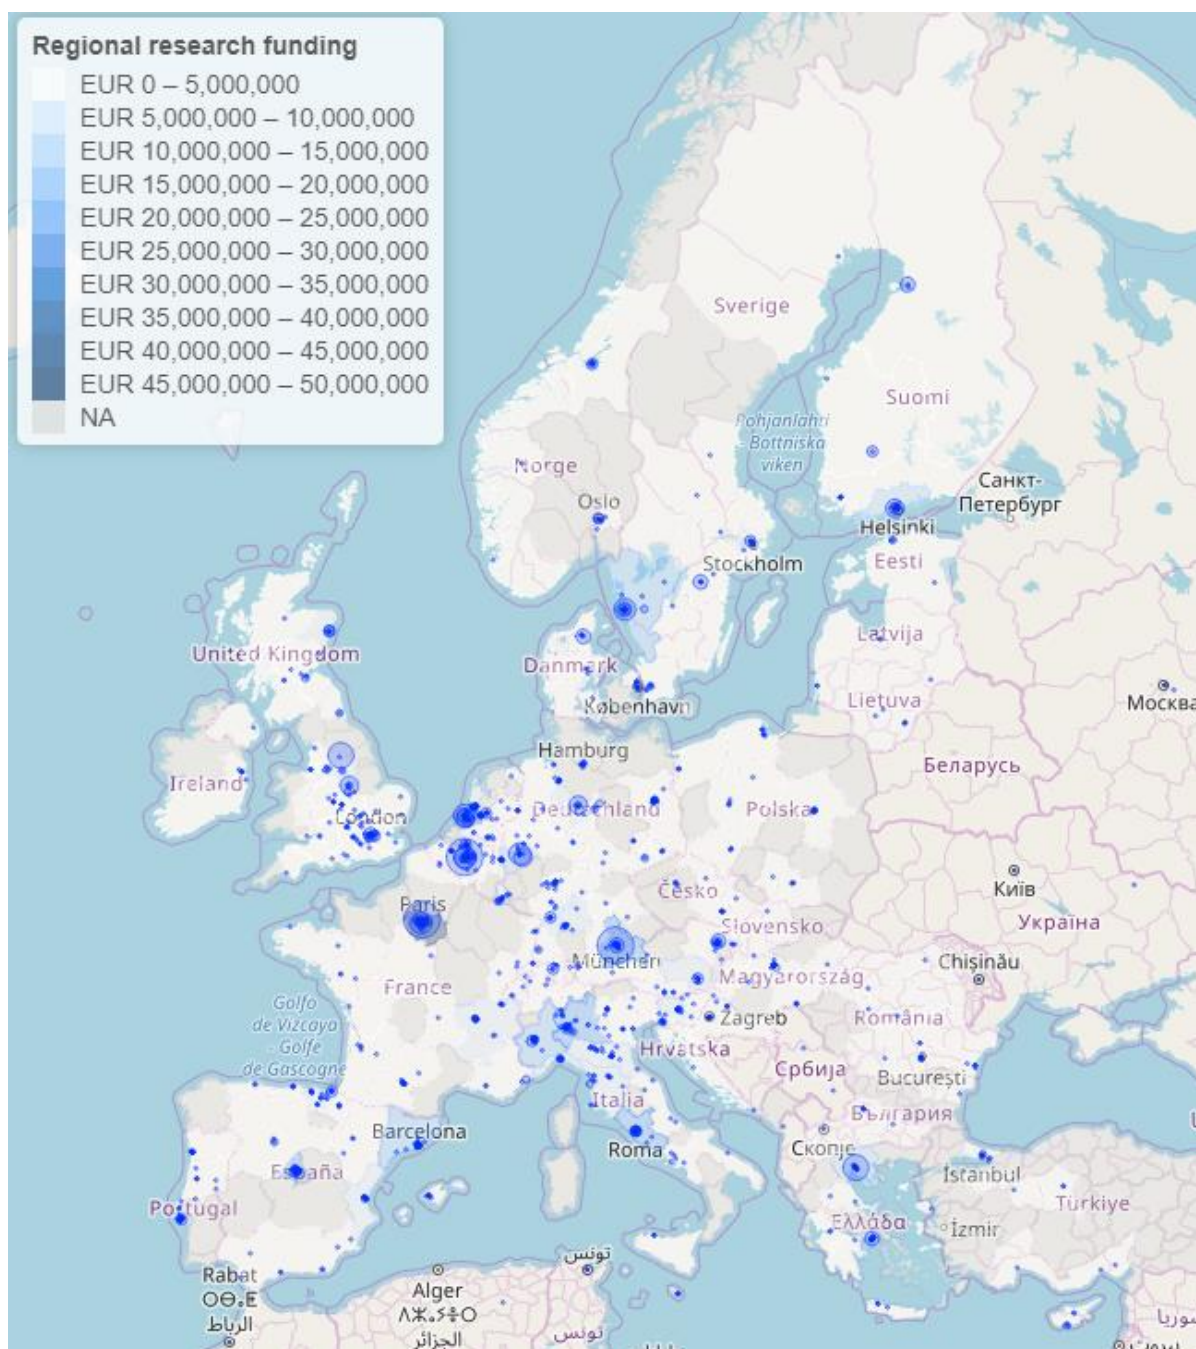 Regional research funding
EUR 0 – 5,000,000
EUR 5,000,000 – 10,000,000
EUR 10,000,000 – 15,000,000
EUR 15,000,000 – 20,000,000
EUR 20,000,000 – 25,000,000
EUR 25,000,000 – 30,000,000
EUR 30,000,000 – 35,000,000
EUR 35,000,000 – 40,000,000
EUR 40,000,000 – 45,000,000
EUR 45,000,000 – 50,000,000
NA
Sverige
Suomi
Pohjanlahti
- Bottniska
viken
Norge
Санкт-
Петербург
Oslo
Helsinki
Stockholm
Eesti
Latvija
United Kingdom
Danmark
Lietuva
København
Москва
Hamburg
Беларусь
Ireland
Deutschland
Polska
London
Česko
Київ
Paris
Україна
Slovensko
München
Magyarország
Chișinău
France
Golfo
de Vizcaya
- Golfe
de Gascogne
Zagreb
România
Hrvatska
Србија
București
Italia
България
Barcelona
Roma
Скопје
España
İstanbul
Türkiye
Portugal
Ελλάδα
İzmir
تونس
Rabat
ⵔⴱⴰⵟ
الرباط
Alger
ⴷⵣⴰⵢⵔ
الجزائر
تونس
سوريا